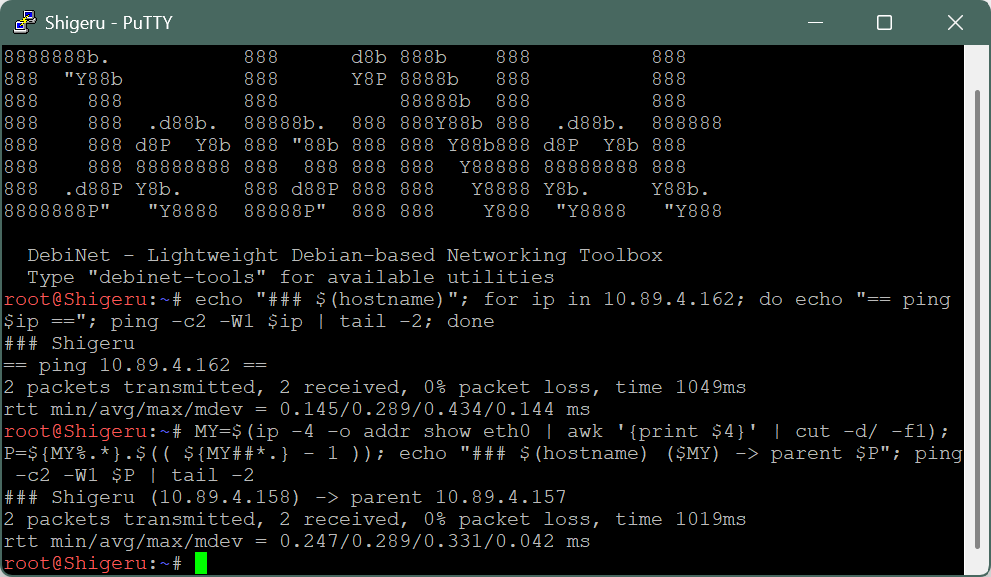 Shigeru - PuTTY
8888888b.           888      d8b 888b    888          888
888  "Y88b          888      Y8P 8888b   888          888
888    888          888          88888b  888          888
888    888  .d88b.  88888b.  888 888Y88b 888  .d88b.  888888
888    888 d8P  Y8b 888 "88b 888 888 Y88b888 d8P  Y8b 888
888    888 88888888 888  888 888 888  Y88888 88888888 888
888  .d88P Y8b.     888 d88P 888 888   Y8888 Y8b.     Y88b.
8888888P"   "Y8888  88888P"  888 888    Y888  "Y8888   "Y888
DebiNet - Lightweight Debian-based Networking Toolbox
Type "debinet-tools" for available utilities
root@Shigeru:~# echo "### $(hostname)"; for ip in 10.89.4.162; do echo "== ping
$ip =="; ping -c2 -W1 $ip | tail -2; done
### Shigeru
== ping 10.89.4.162 ==
2 packets transmitted, 2 received, 0% packet loss, time 1049ms
rtt min/avg/max/mdev = 0.145/0.289/0.434/0.144 ms
root@Shigeru:~# MY=$(ip -4 -o addr show eth0 | awk '{print $4}' | cut -d/ -f1);
P=${MY%.*}.$(( ${MY##*.} - 1 )); echo "### $(hostname) ($MY) -> parent $P"; ping
-c2 -W1 $P | tail -2
### Shigeru (10.89.4.158) -> parent 10.89.4.157
2 packets transmitted, 2 received, 0% packet loss, time 1019ms
rtt min/avg/max/mdev = 0.247/0.289/0.331/0.042 ms
root@Shigeru:~#